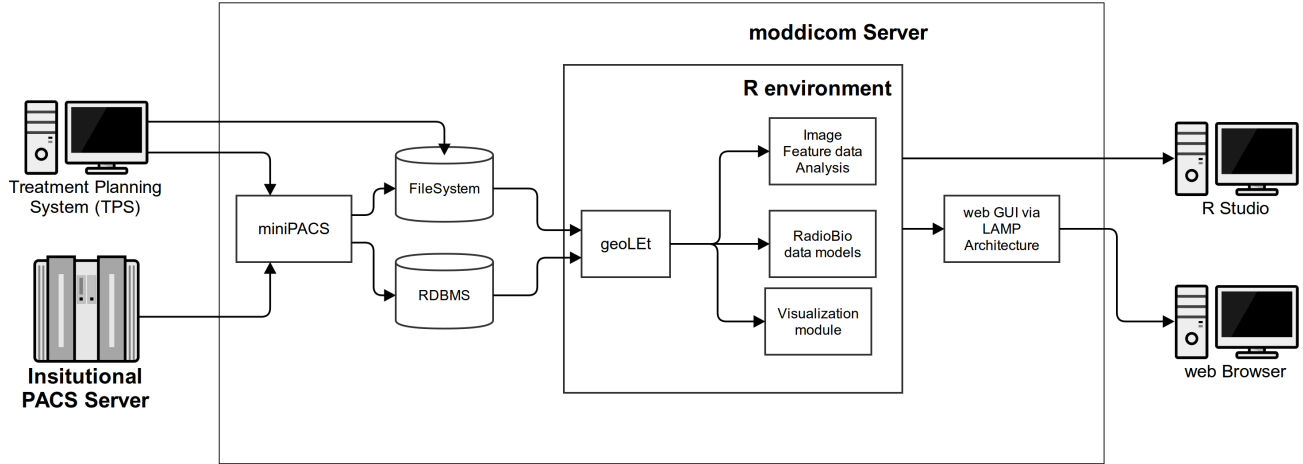 moddicom Server
R environment
Treatment Planning
System (TPS)
Insitutional
PACS Server
miniPACS
FileSystem
RDBMS
geoLEt
Image
Feature data
Analysis
RadioBio
data models
Visualization
module
web GUI via
LAMP
Architecture
R Studio
web Browser